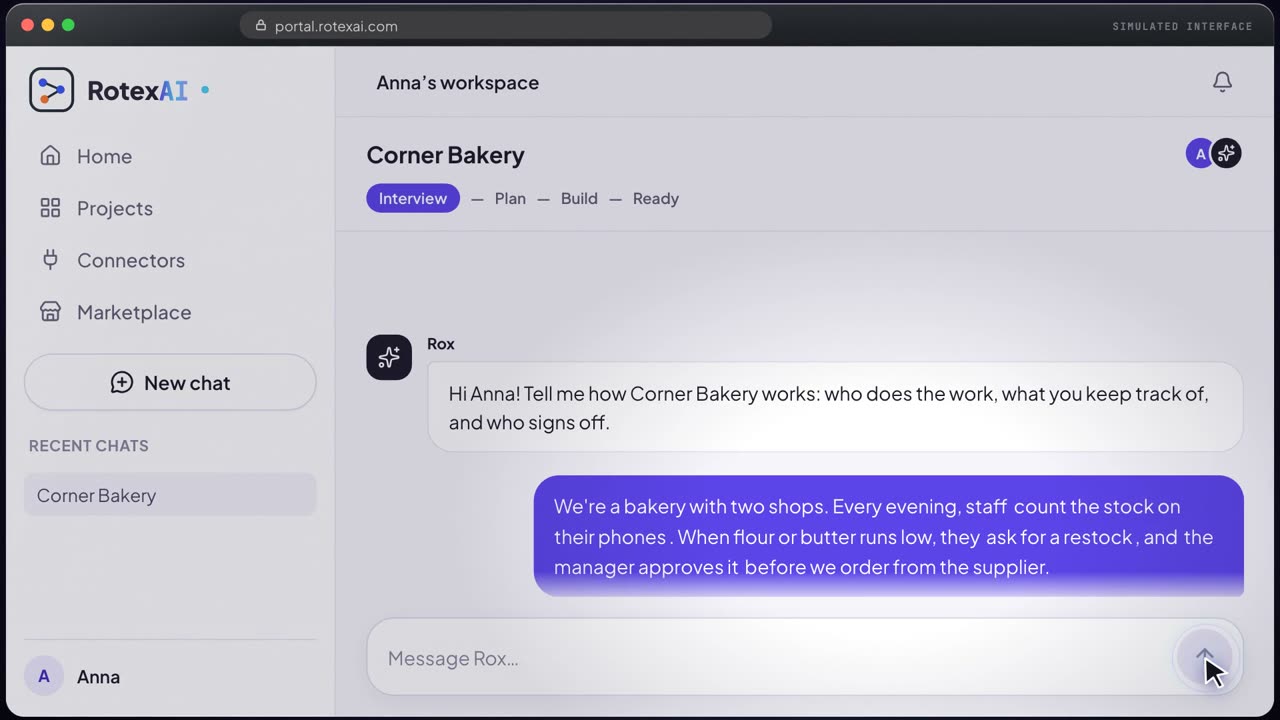 portal.rotexai.com
SIMULATED INTERFACE
RotexAI
Anna's workspace
Home
Projects
Connectors
Marketplace
New chat
RECENT CHATS
Corner Bakery
A
Anna
Corner Bakery
A
Interview — Plan — Build — Ready
Rox
Hi Anna! Tell me how Corner Bakery works: who does the work, what you keep track of,
and who signs off.
We're a bakery with two shops. Every evening, staff count the stock on
their phones. When flour or butter runs low, they ask for a restock, and the
manager approves it before we order from the supplier.
Message Rox...